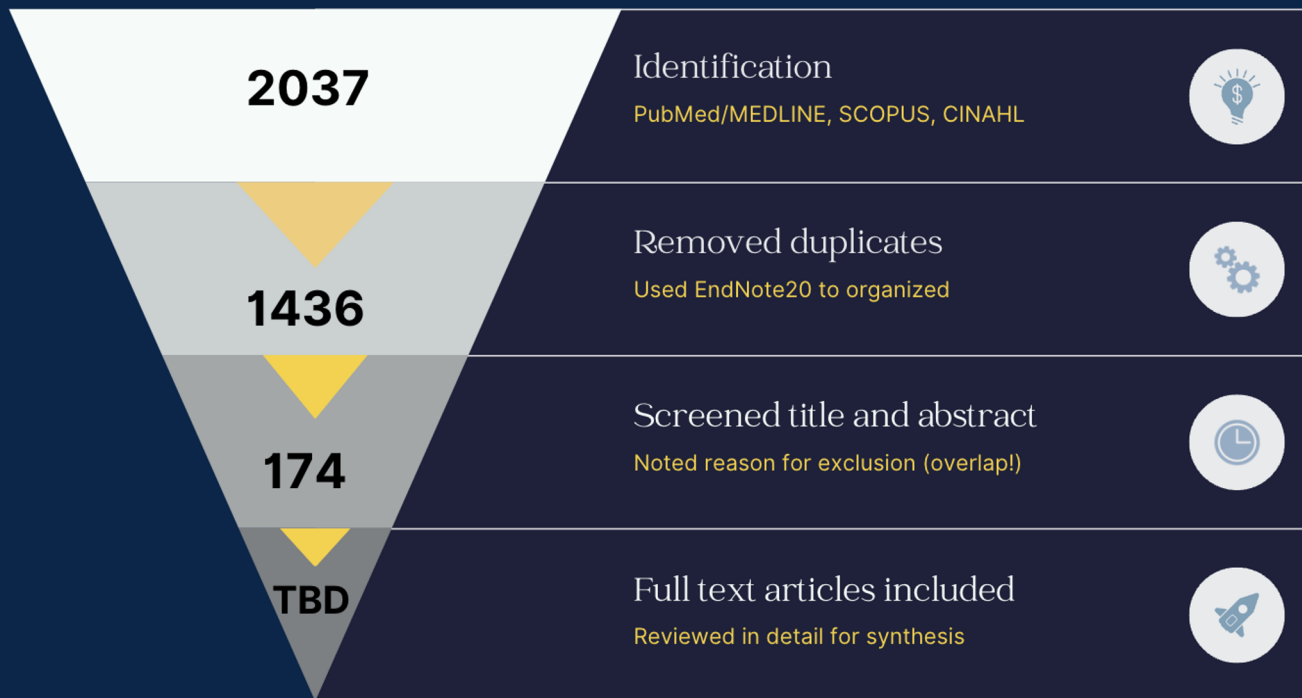 2037
Identification
PubMed/MEDLINE, SCOPUS, CINAHL
$
1436
Removed duplicates
Used EndNote20 to organized
174
Screened title and abstract
Noted reason for exclusion (overlap!)
TBD
Full text articles included
Reviewed in detail for synthesis